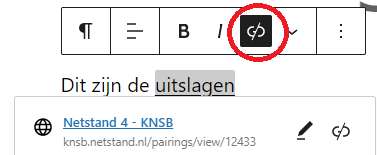 ¶ B I
Dit zijn de uitslagen
Netstand 4 - KNSB
knsb.netstand.nl/pairings/view/12433